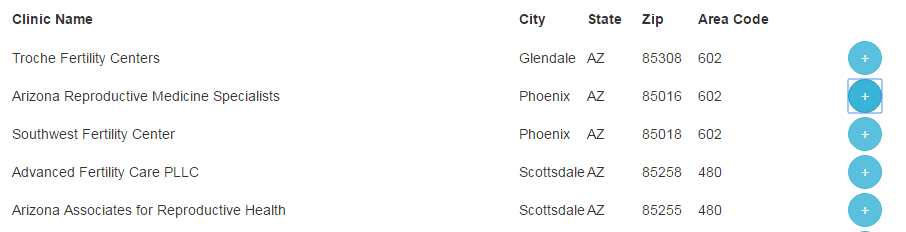 Clinic Name City State Zip Area Code
Troche Fertility Centers Glendale AZ 85308 602 +
Arizona Reproductive Medicine Specialists Phoenix AZ 85016 602 +
Southwest Fertility Center Phoenix AZ 85018 602 +
Advanced Fertility Care PLLC Scottsdale AZ 85258 480 +
Arizona Associates for Reproductive Health Scottsdale AZ 85255 480 +